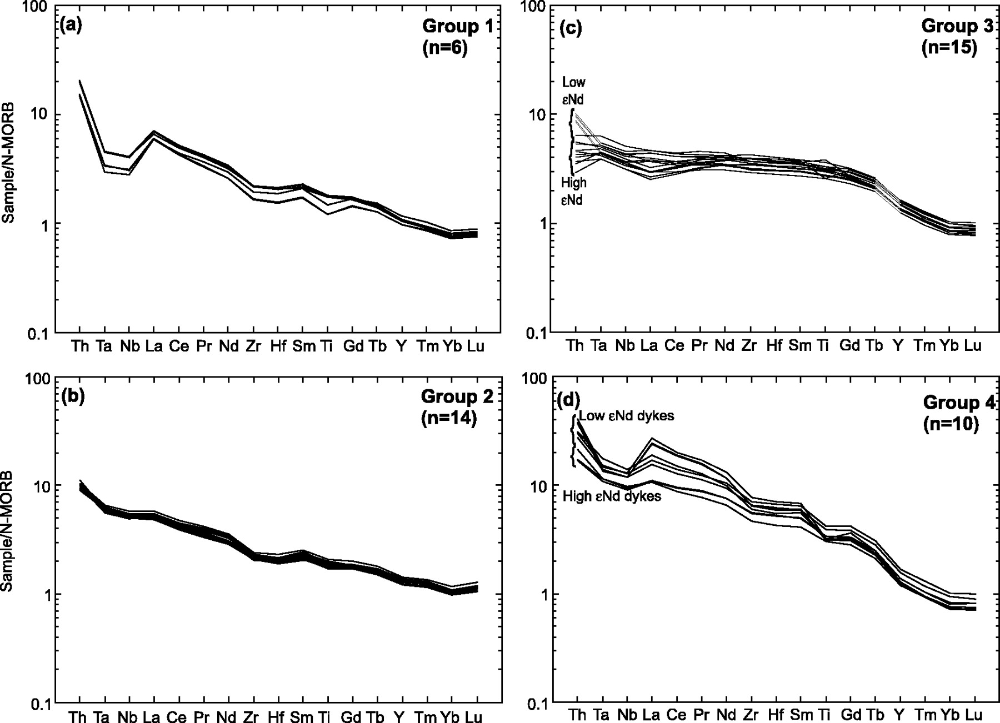 (a)
Group 1
(n=6)
100
10
1
0.1
Sample/N-MORB
Th Ta Nb La Ce Pr Nd Zr Hf Sm Ti Gd Tb Y Tm Yb Lu
(c)
Group 3
(n=15)
100
10
1
0.1
Low
εNd
High
εNd
Th Ta Nb La Ce Pr Nd Zr Hf Sm Ti Gd Tb Y Tm Yb Lu
(b)
Group 2
(n=14)
100
10
1
0.1
Sample/N-MORB
Th Ta Nb La Ce Pr Nd Zr Hf Sm Ti Gd Tb Y Tm Yb Lu
(d)
Group 4
(n=10)
100
10
1
0.1
Low εNd dykes
High εNd dykes
Th Ta Nb La Ce Pr Nd Zr Hf Sm Ti Gd Tb Y Tm Yb Lu